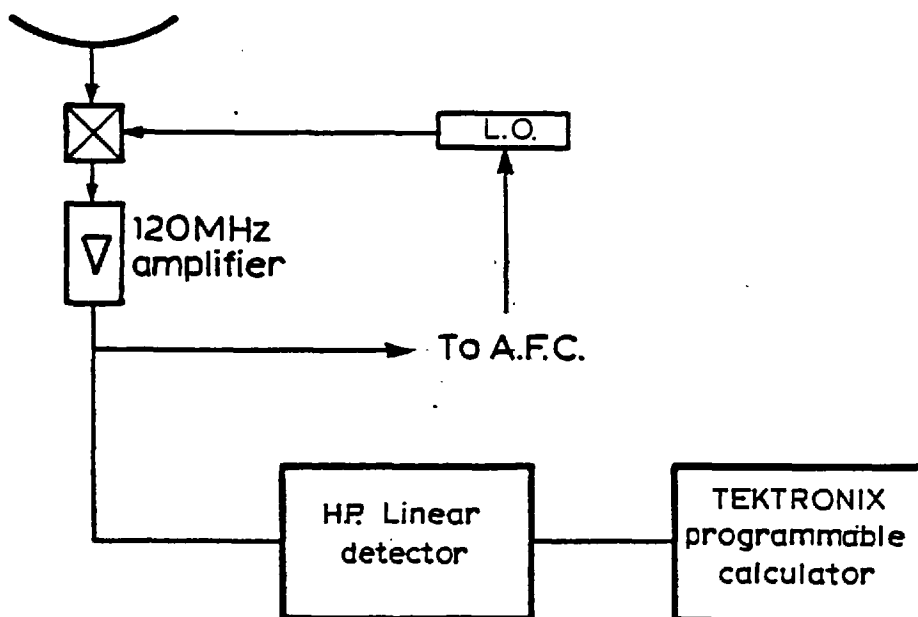 L.O.
120MHz
amplifier
To A.F.C.
H.P. Linear
detector
TEKTRONIX
programmable
calculator